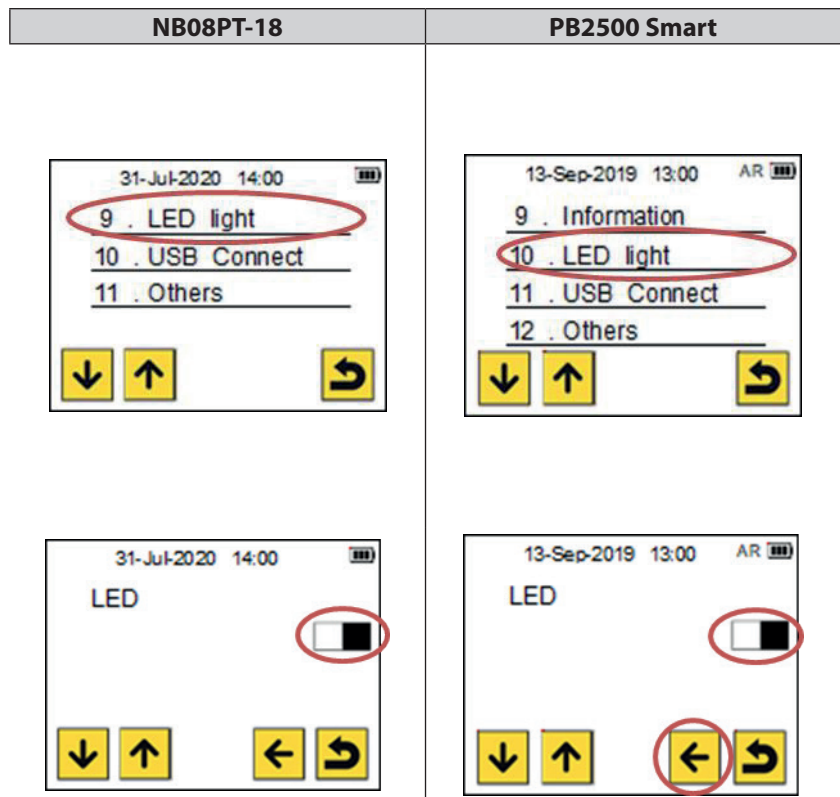 NB08PT-18
PB2500 Smart
31-Jul-2020 14:00
9 . LED light
10 . USB Connect
11 . Others
13-Sep-2019 13:00 AR
9 . Information
10 . LED light
11 . USB Connect
12 . Others
31-Jul-2020 14:00
LED
13-Sep-2019 13:00 AR
LED